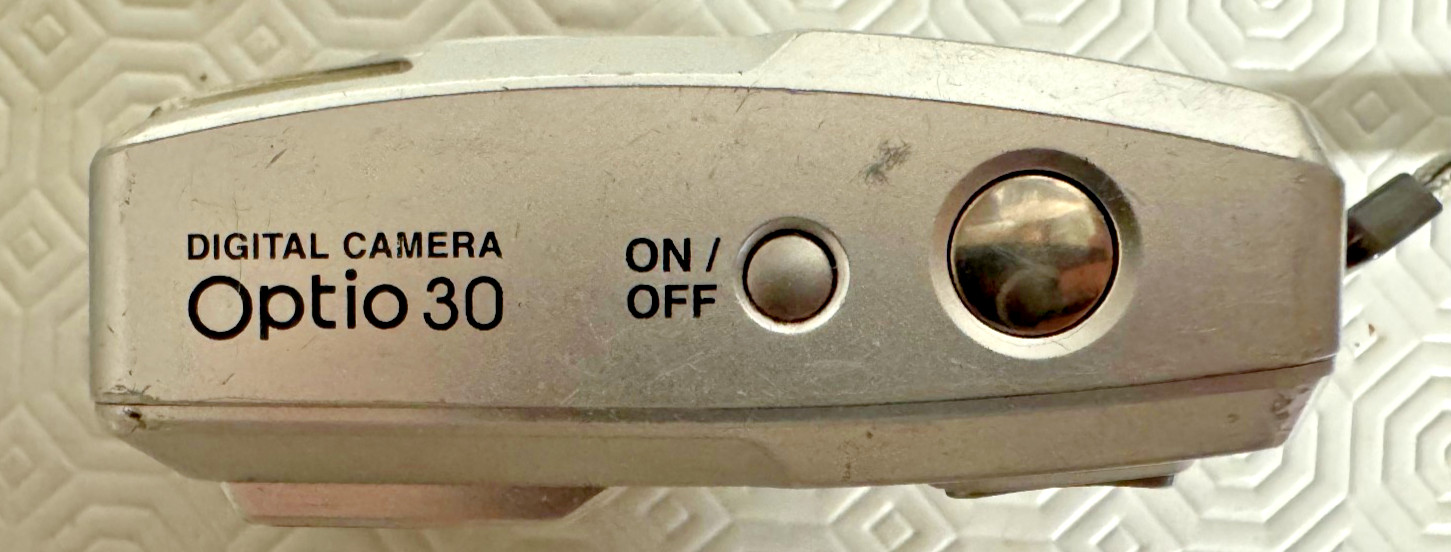 DIGITAL CAMERA
Optio 30
ON /
OFF